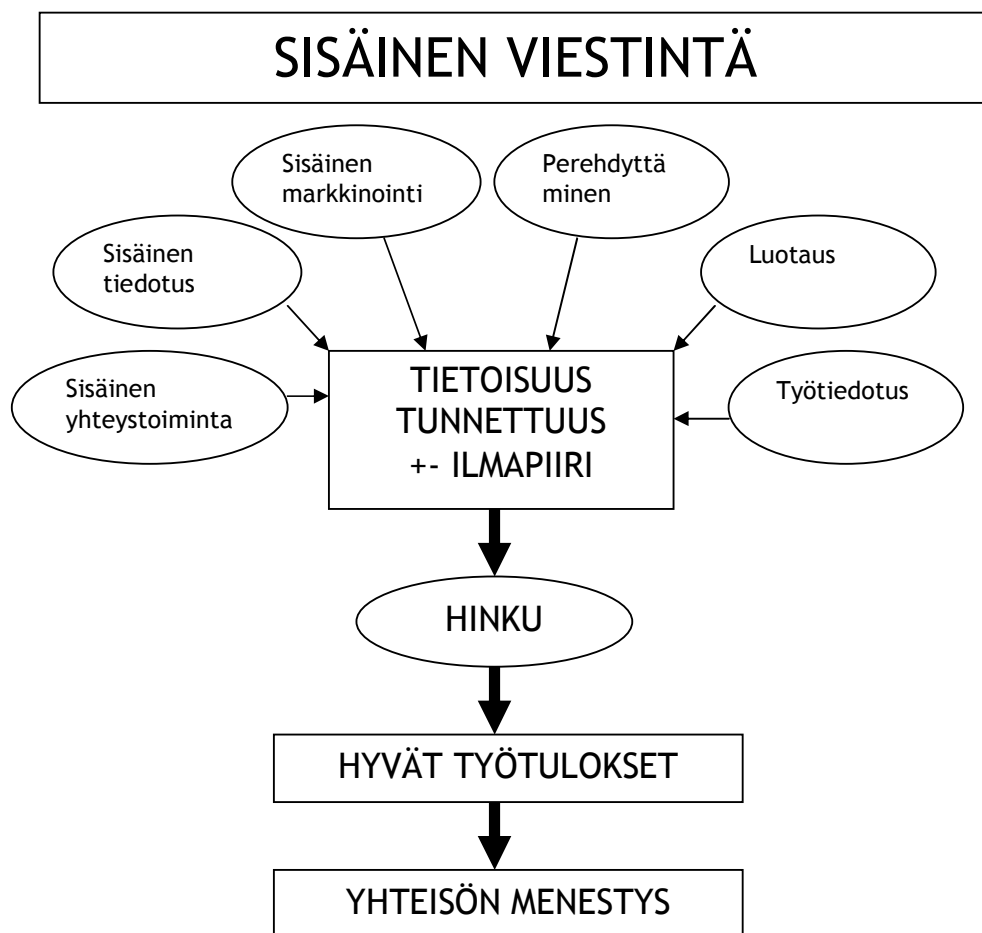 SISÄINEN VIESTINTÄ
Sisäinen
markkinointi
Perehdyttä
minen
Sisäinen
tiedotus
Luotaus
Sisäinen
yhteystoiminta
Työtiedotus
TIETOISUUS
TUNNETTUUS
+- ILMAPIIRI
HINKU
HYVÄT TYÖTULOKSET
YHTEISÖN MENESTYS